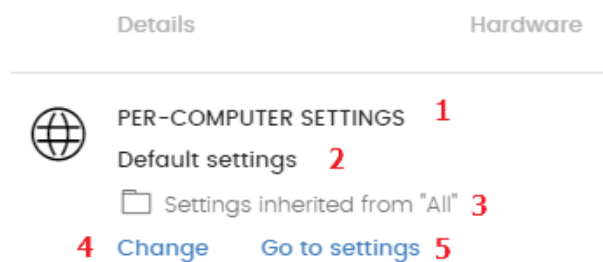 Details Hardware
PER-COMPUTER SETTINGS 1
Default settings 2
Settings inherited from "All" 3
4 Change Go to settings 5